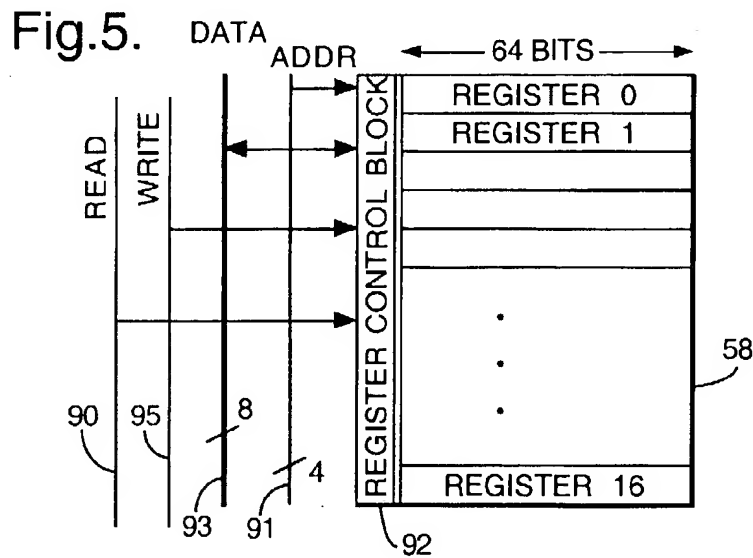 Fig.5.
DATA
ADDR
64 BITS
READ
WRITE
REGISTER CONTROL BLOCK
REGISTER 0
REGISTER 1
58
90
95
8
4
93
91
REGISTER 16
92